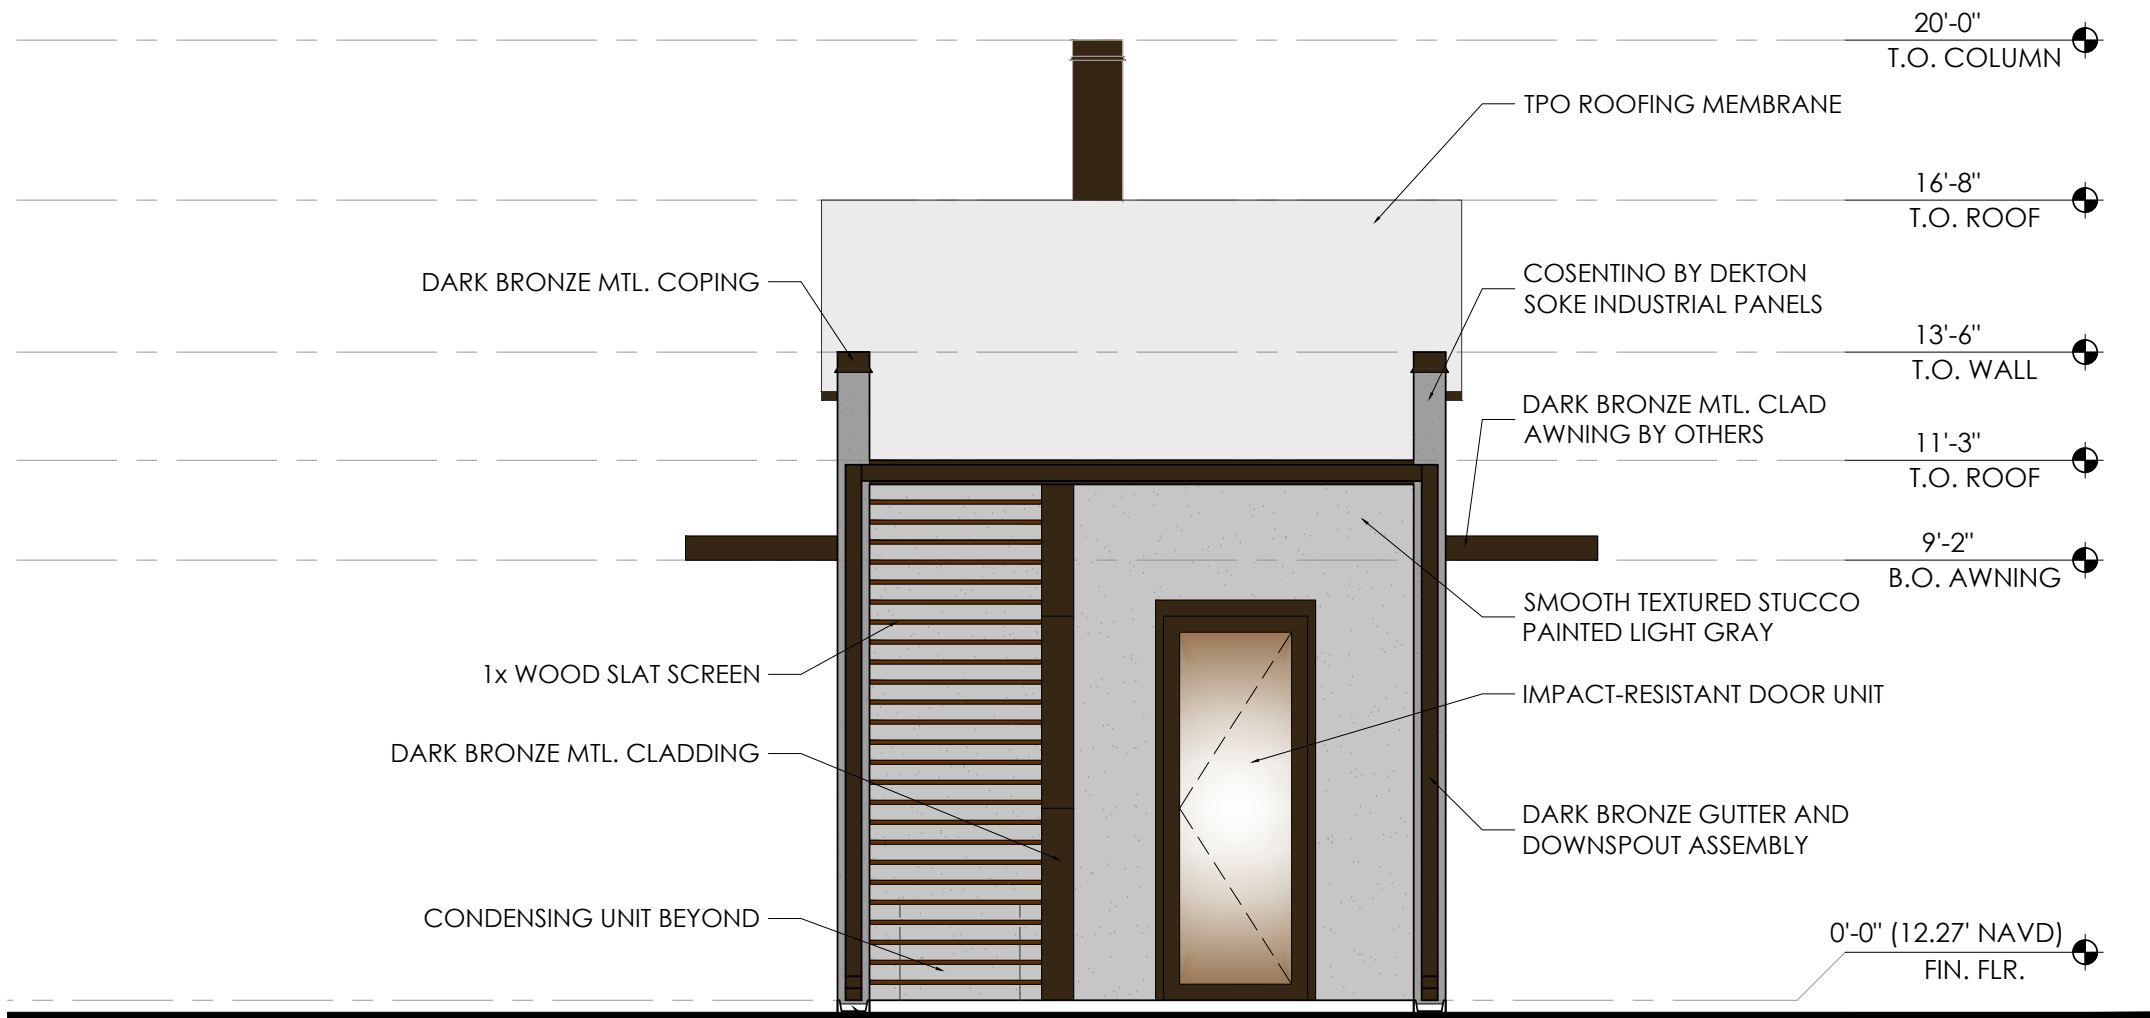 20'-0"
T.O. COLUMN
TPO ROOFING MEMBRANE
16'-8"
T.O. ROOF
DARK BRONZE MTL. COPING
COSENTINO BY DEKTON
SOKE INDUSTRIAL PANELS
13'-6"
T.O. WALL
DARK BRONZE MTL. CLAD
AWNING BY OTHERS
11'-3"
T.O. ROOF
9'-2"
B.O. AWNING
SMOOTH TEXTURED STUCCO
PAINTED LIGHT GRAY
1x WOOD SLAT SCREEN
IMPACT-RESISTANT DOOR UNIT
DARK BRONZE MTL. CLADDING
DARK BRONZE GUTTER AND
DOWNSPOUT ASSEMBLY
CONDENSING UNIT BEYOND
0'-0" (12.27' NAVD)
FIN. FLR.